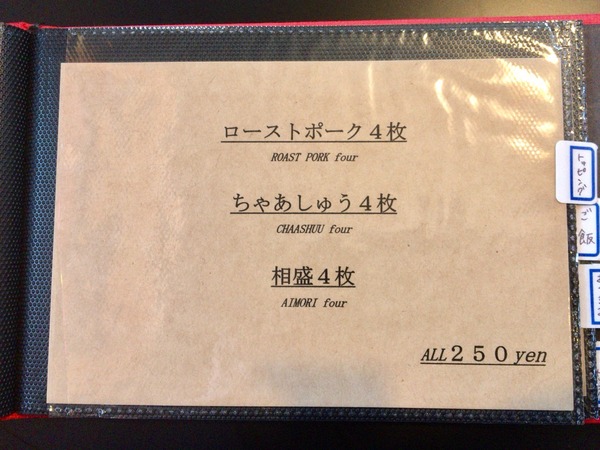 ローストポーク４枚
ROAST PORK four
ちゃあしゅう４枚
CHAASHUU four
相盛４枚
AIMORI four
ALL２５０yen
トッピング
ご飯